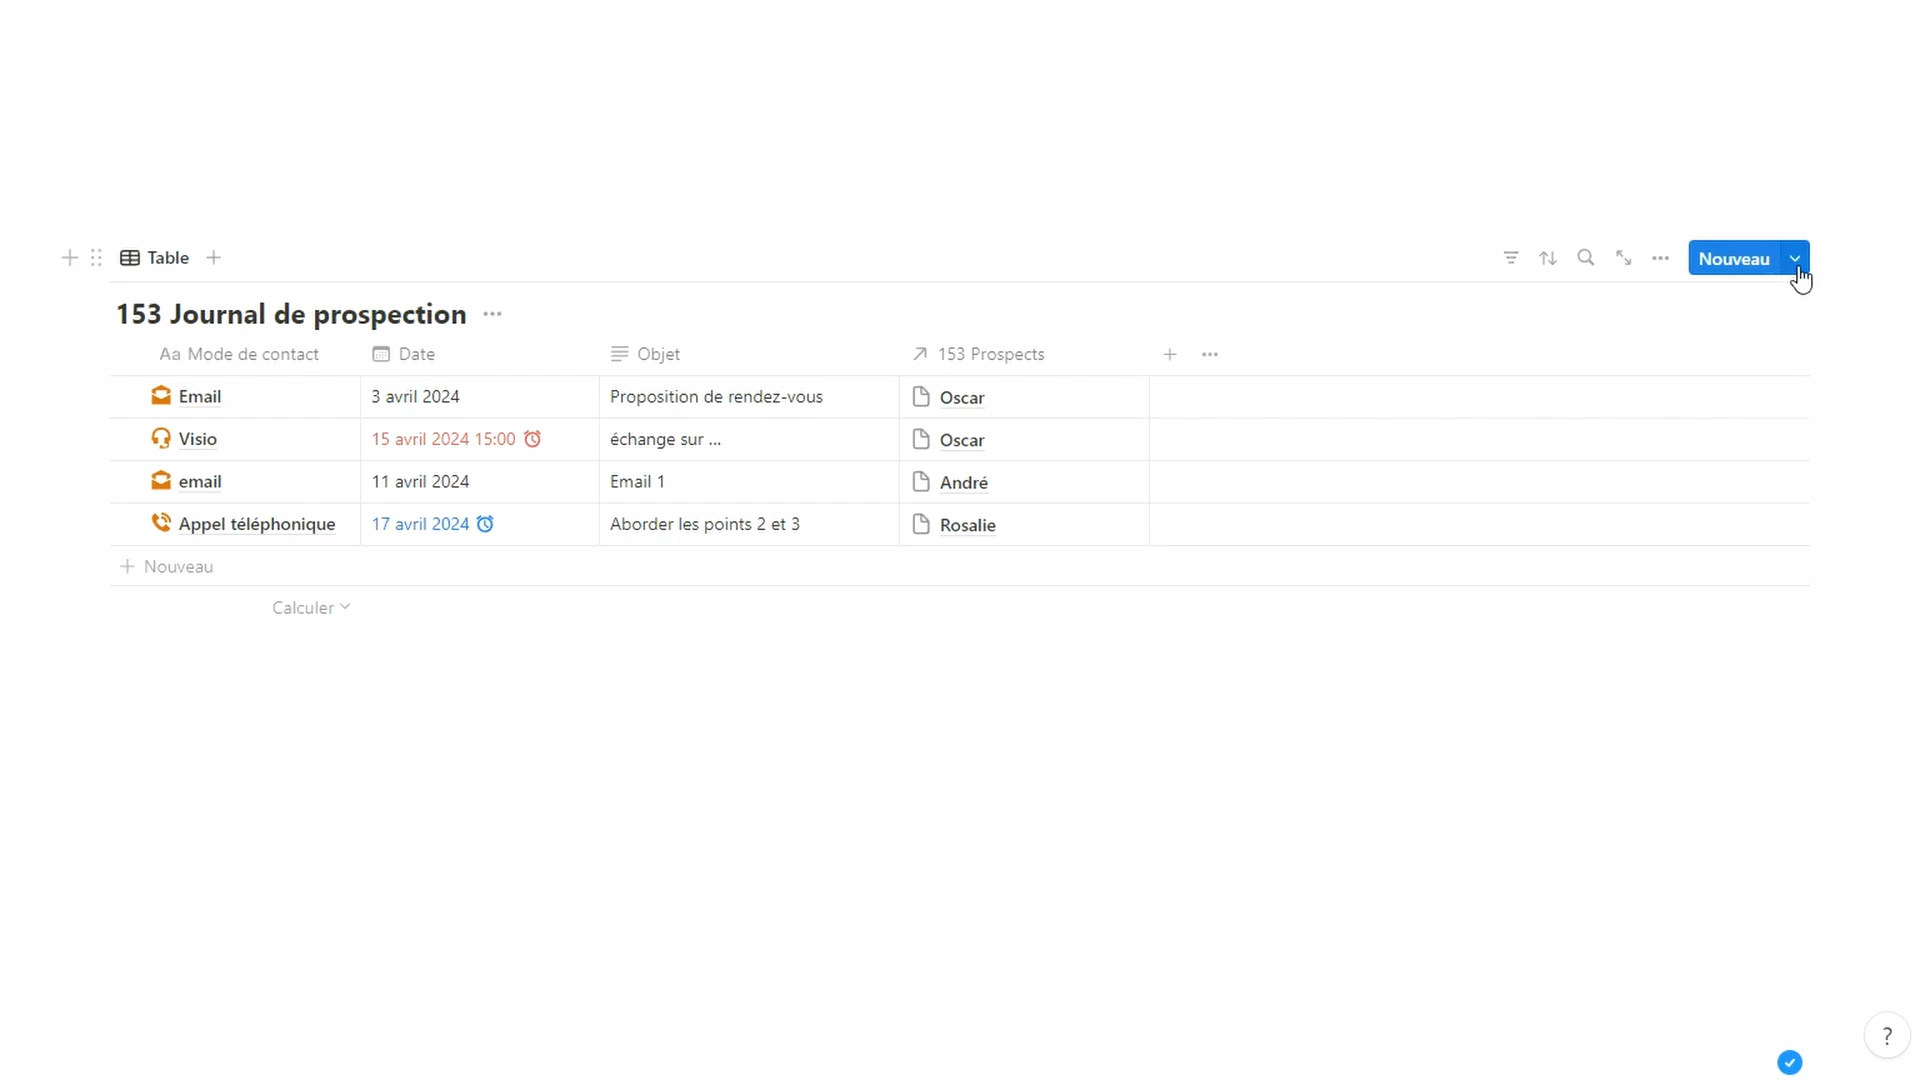 Table
Nouveau
153 Journal de prospection
Aa Mode de contact Date Objet 153 Prospects
Email 3 avril 2024 Proposition de rendez-vous Oscar
Visio 15 avril 2024 15:00 échange sur ... Oscar
email 11 avril 2024 Email 1 André
Appel téléphonique 17 avril 2024 Aborder les points 2 et 3 Rosalie
Nouveau
Calculer
?